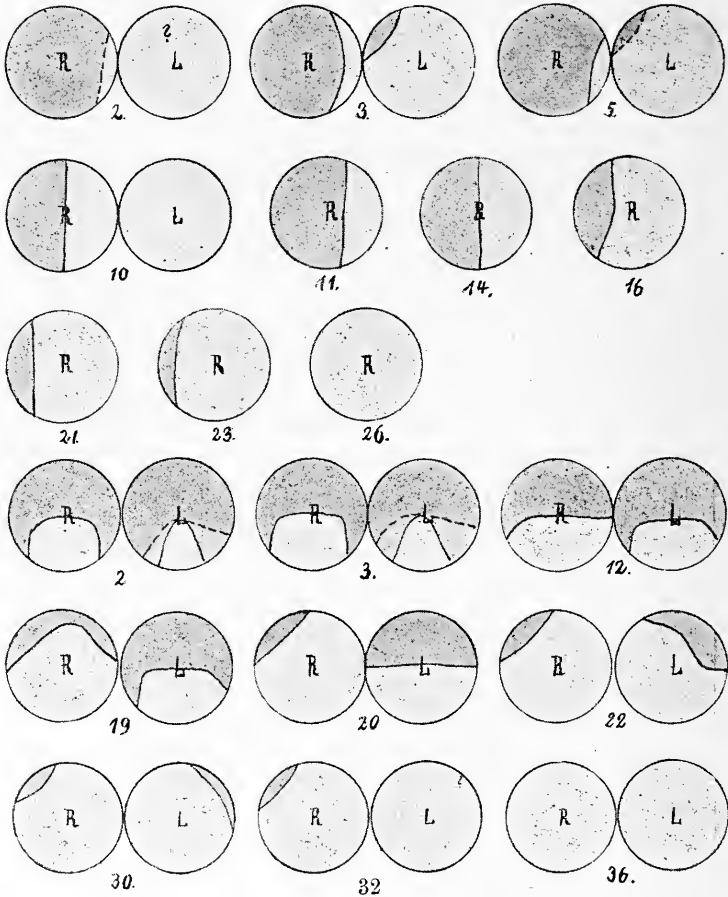 R ? L R L R L
2. 3. 5.
R L R R R
10 11. 14. 16
R R R
21. 23. 26.
R L R L R L
2 3. 12.
R L R L R L
19 20 22
R L R L R L
30. 32 36.